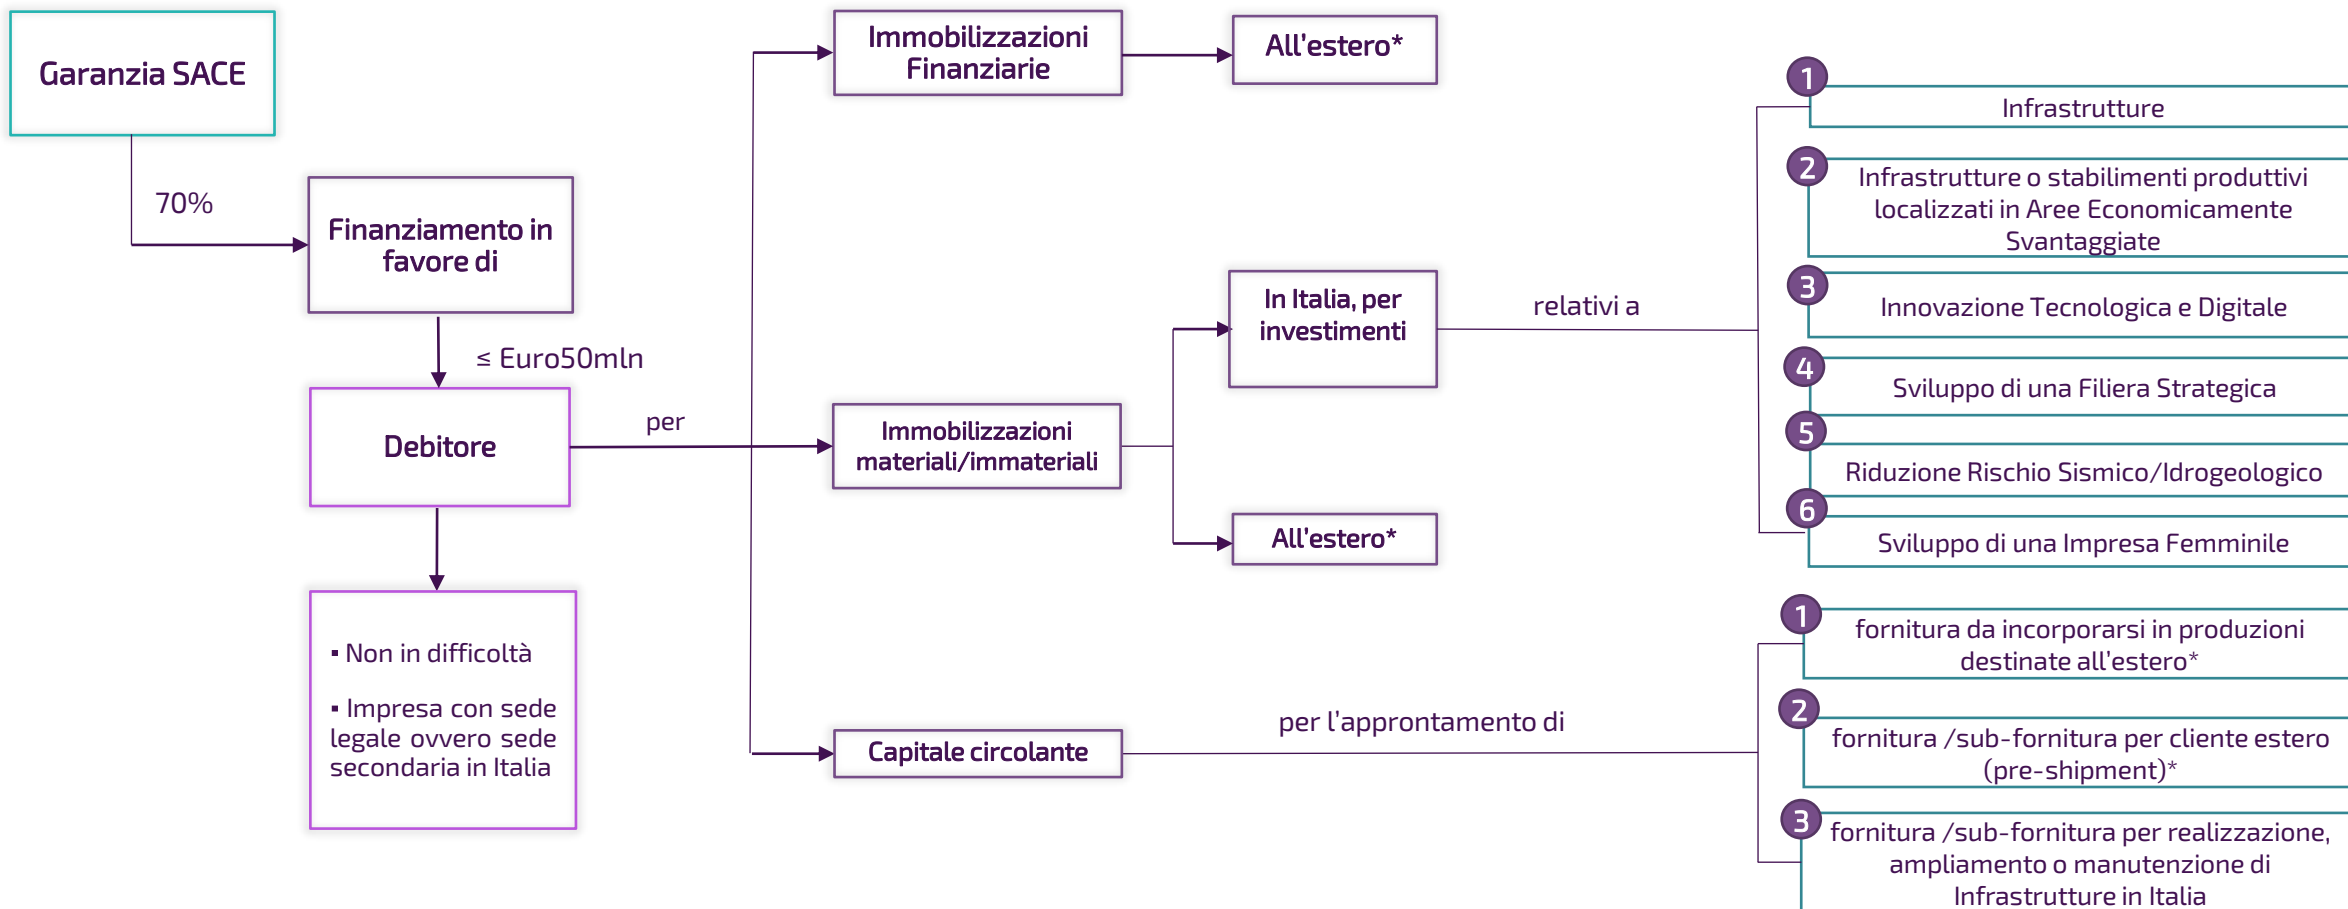 Garanzia SACE
70%
Finanziamento in
favore di
≤ Euro50mln
Debitore
▪ Non in difficoltà
▪ Impresa con sede
legale ovvero sede
secondaria in Italia
per
Immobilizzazioni
Finanziarie
All'estero*
Immobilizzazioni
materiali/immateriali
In Italia, per
investimenti
relativi a
All'estero*
1
Infrastrutture
2
Infrastrutture o stabilimenti produttivi
localizzati in Aree Economicamente
Svantaggiate
3
Innovazione Tecnologica e Digitale
4
Sviluppo di una Filiera Strategica
5
Riduzione Rischio Sismico/Idrogeologico
6
Sviluppo di una Impresa Femminile
Capitale circolante
per l'approntamento di
1
fornitura da incorporarsi in produzioni
destinate all'estero*
2
fornitura /sub-fornitura per cliente estero
(pre-shipment)*
3
fornitura /sub-fornitura per realizzazione,
ampliamento o manutenzione di
Infrastrutture in Italia